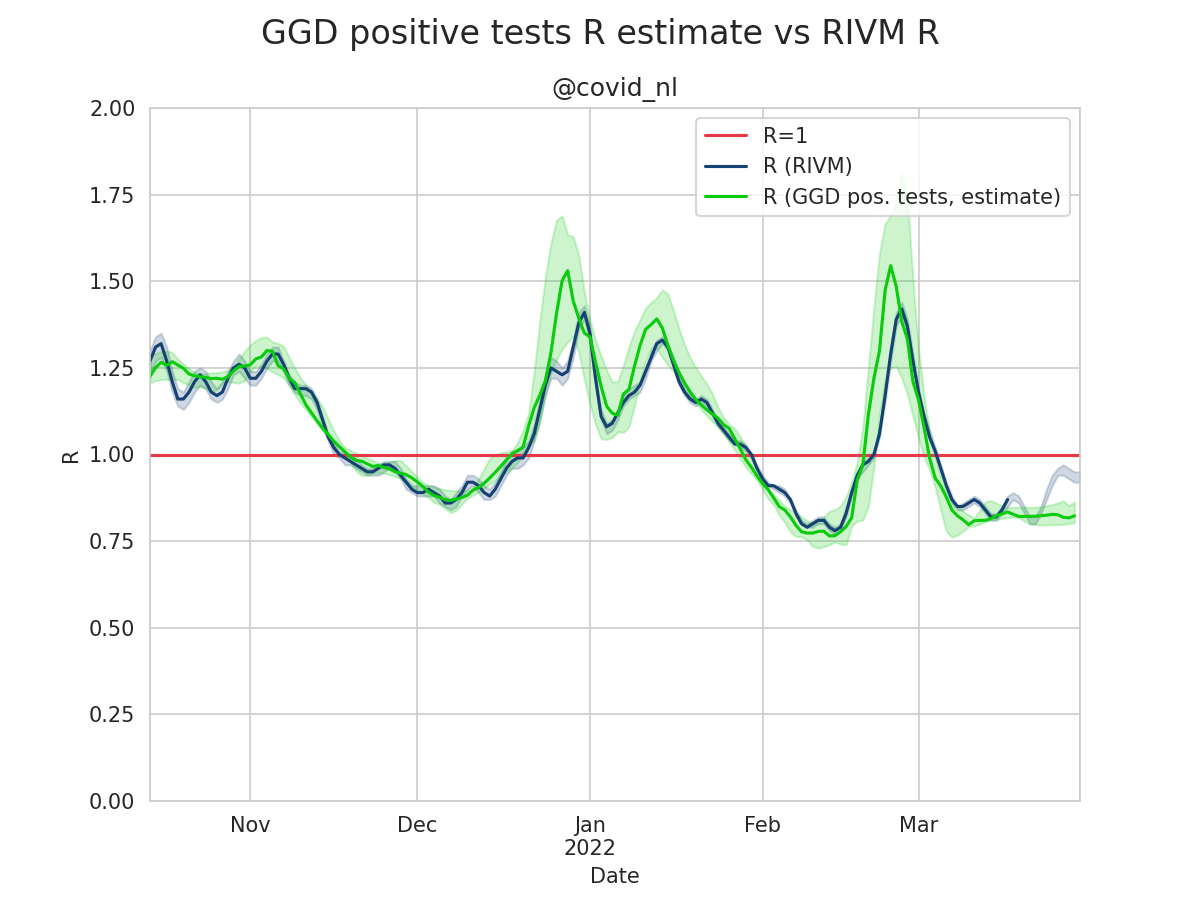 GGD positive tests R estimate vs RIVM R
@covid_nl
2.00
1.75
1.50
1.25
1.00
0.75
0.50
0.25
0.00
R
R=1
R (RIVM)
R (GGD pos. tests, estimate)
Nov
Dec
Jan
2022
Feb
Mar
Date